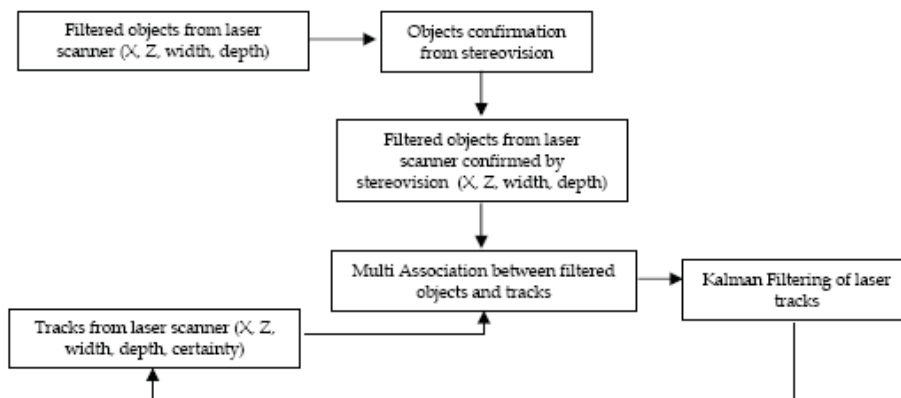 Filtered objects from laser
scanner (X, Z, width, depth)
Objects confirmation
from stereovision
Filtered objects from laser
scanner confirmed by
stereovision (X, Z, width, depth)
Multi Association between filtered
objects and tracks
Kalman Filtering of laser
tracks
Tracks from laser scanner (X, Z,
width, depth, certainty)